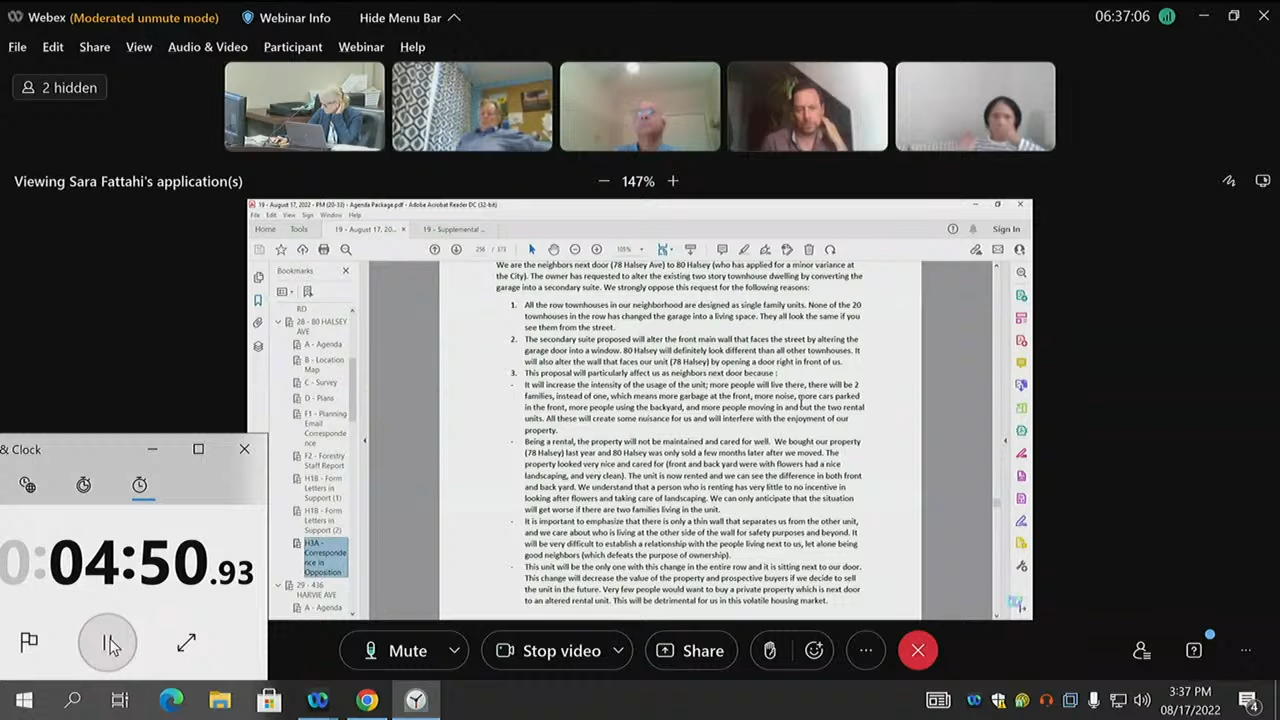 Webex (Moderated unmute mode) Webinar Info Hide Menu Bar 06:37:06
File Edit Share View Audio & Video Participant Webinar Help
2 hidden
Viewing Sara Fattahi's application(s)
147%
19 - August 17, 2022 - PM (20-33) - Agenda Package.pdf - Adobe Acrobat Reader DC (32-bit)
File Edit View Sign Window Help
Home Tools 19 - August 17, 20... × 19 - Supplemental ... Sign In
256 / 373 105%
Bookmarks
RD
28 - 80 HALSEY
AVE
A - Agenda
B - Location
Map
C - Survey
D - Plans
F1 - Planning
Email
Corresponde
nce
F2 - Forestry
Staff Report
H1B - Form
Letters in
Support (1)
H1B - Form
Letters in
Support (2)
H3A -
Corresponde
nce in
Opposition
29 - 436
HARVIE AVE
A - Agenda
We are the neighbors next door (78 Halsey Ave) to 80 Halsey (who has applied for a minor variance at
the City). The owner has requested to alter the existing two story townhouse dwelling by converting the
garage into a secondary suite. We strongly oppose this request for the following reasons:
1. All the row townhouses in our neighborhood are designed as single family units. None of the 20
townhouses in the row has changed the garage into a living space. They all look the same if you
see them from the street.
2. The secondary suite proposed will alter the front main wall that faces the street by altering the
garage door into a window. 80 Halsey will definitely look different than all other townhouses. It
will also alter the wall that faces our unit (78 Halsey) by opening a door right in front of us.
3. This proposal will particularly affect us as neighbors next door because :
- It will increase the intensity of the usage of the unit; more people will live there, there will be 2
families, instead of one, which means more garbage at the front, more noise, more cars parked
in the front, more people using the backyard, and more people moving in and out the two rental
units. All these will create some nuisance for us and will interfere with the enjoyment of our
property.
- Being a rental, the property will not be maintained and cared for well. We bought our property
(78 Halsey) last year and 80 Halsey was only sold a few months later after we moved. The
property looked very nice and cared for (front and back yard were with flowers had a nice
landscaping, and very clean). The unit is now rented and we can see the difference in both front
and back yard. We understand that a person who is renting has very little to no incentive in
looking after flowers and taking care of landscaping. We can only anticipate that the situation
will get worse if there are two families living in the unit.
- It is important to emphasize that there is only a thin wall that separates us from the other unit,
and we care about who is living at the other side of the wall for safety purposes and beyond. It
will be very difficult to establish a relationship with the people living next to us, let alone being
good neighbors (which defeats the purpose of ownership).
- This unit will be the only one with this change in the entire row and it is sitting next to our door.
This change will decrease the value of the property and prospective buyers if we decide to sell
the unit in the future. Very few people would want to buy a private property which is next door
to an altered rental unit. This will be detrimental for us in this volatile housing market.
& Clock
04:50.93
Mute Stop video Share
3:37 PM
08/17/2022
4